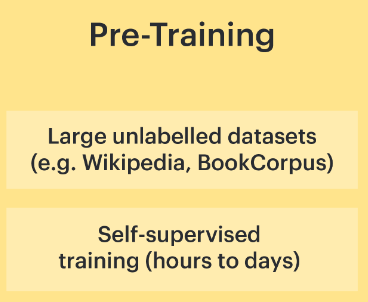 Pre-Training
Large unlabelled datasets
(e.g. Wikipedia, BookCorpus)
Self-supervised
training (hours to days)